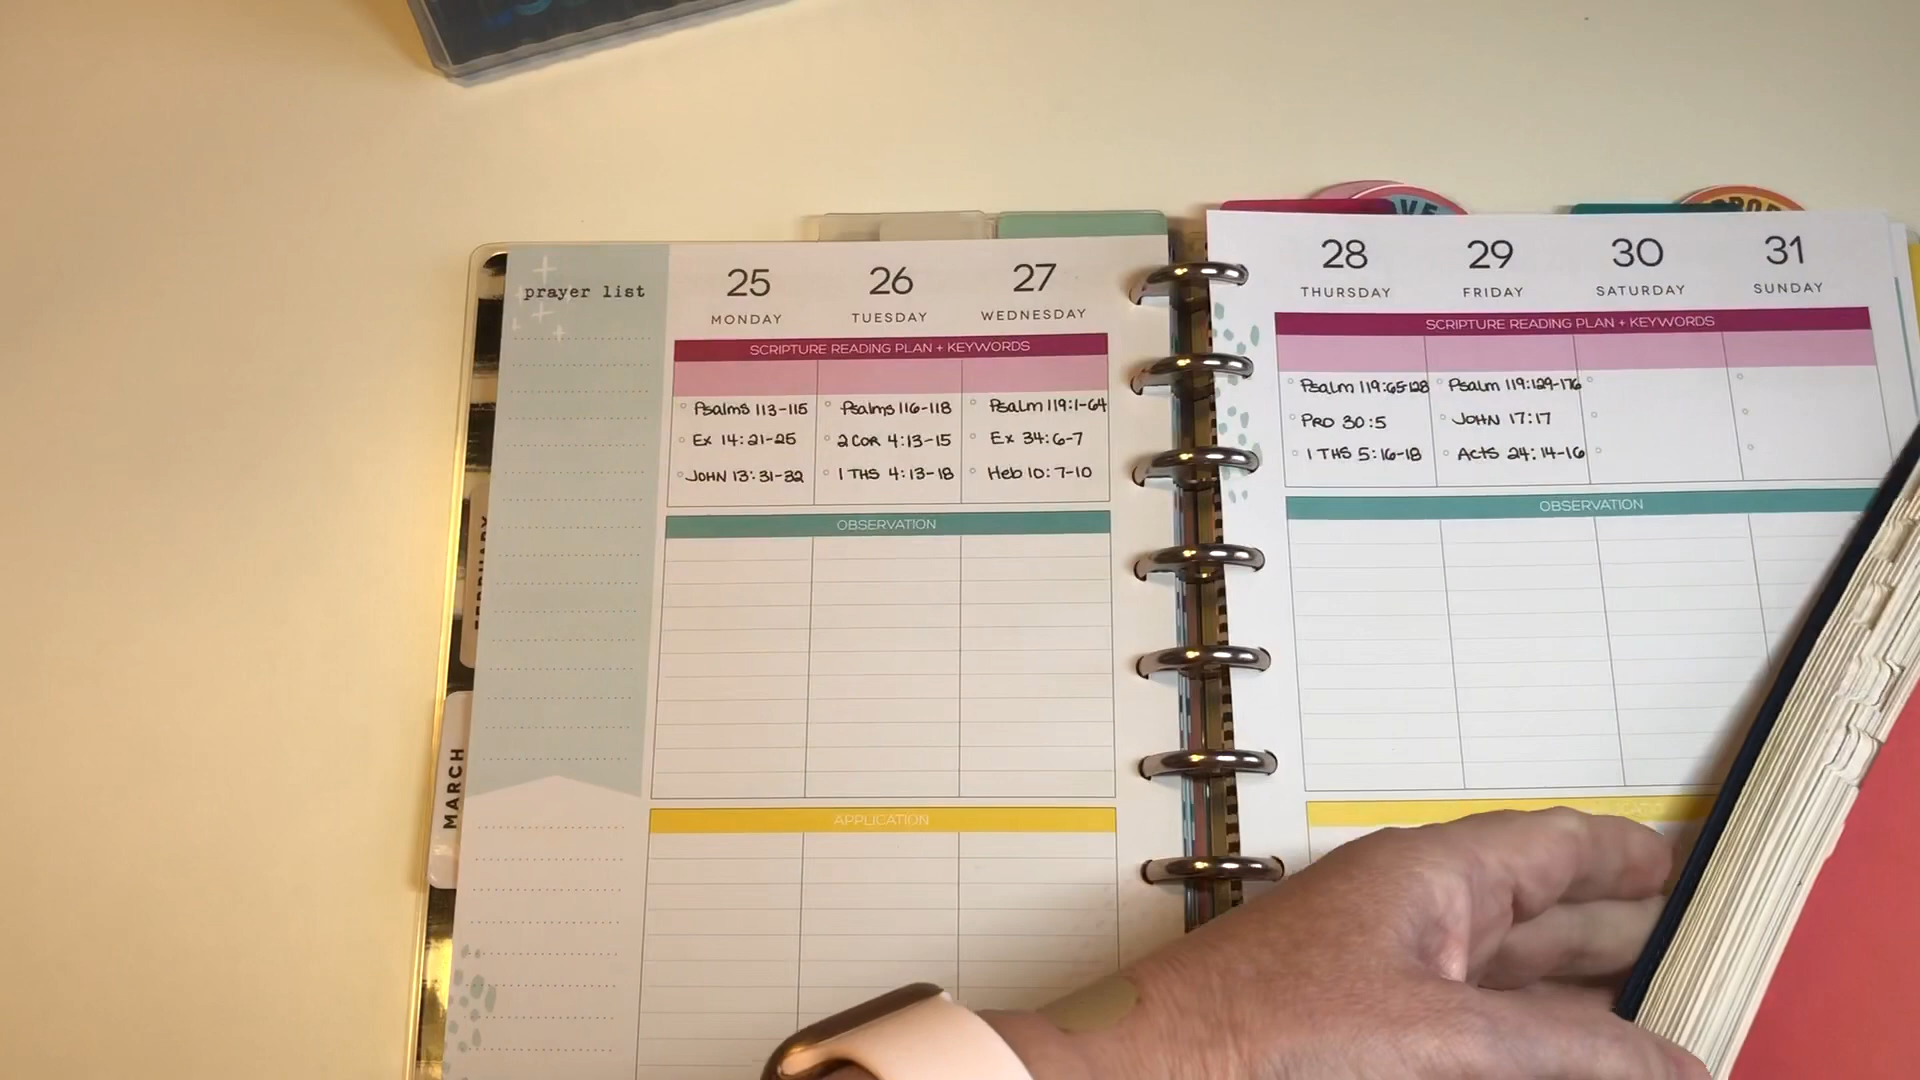 prayer list
25
MONDAY
26
TUESDAY
27
WEDNESDAY
SCRIPTURE READING PLAN + KEYWORDS
Psalms 113-115
Psalms 116-118
Psalm 119:1-64
Ex 14:21-25
2 COR 4:13-15
Ex 34:6-7
JOHN 13:31-32
1 THS 4:13-18
Heb 10:7-10
OBSERVATION
APPLICATION
FEBRUARY
MARCH
28
THURSDAY
29
FRIDAY
30
SATURDAY
31
SUNDAY
SCRIPTURE READING PLAN + KEYWORDS
Psalm 119:65-128
Psalm 119:129-176
PRO 30:5
JOHN 17:17
1 THS 5:16-18
Acts 24:14-16
OBSERVATION